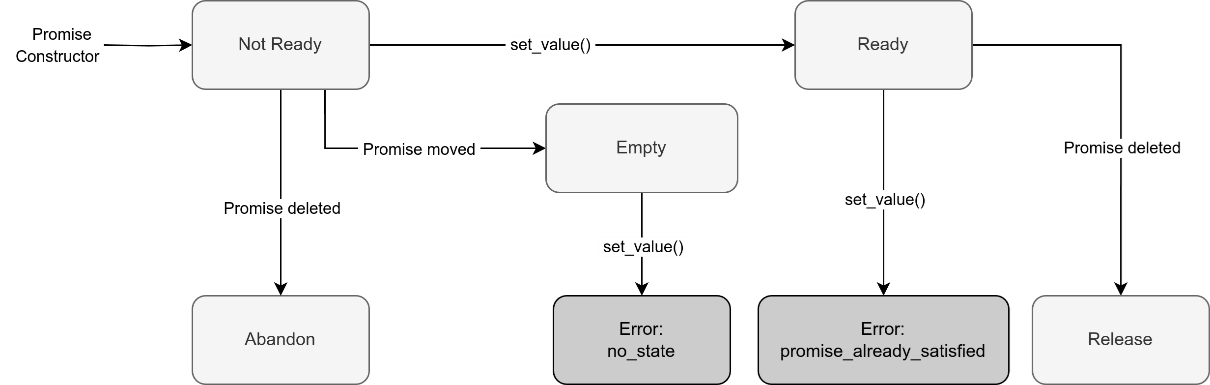 Promise
Constructor
Not Ready
set_value()
Ready
Promise moved
Empty
Promise deleted
Promise deleted
set_value()
set_value()
Abandon
Error:
no_state
Error:
promise_already_satisfied
Release